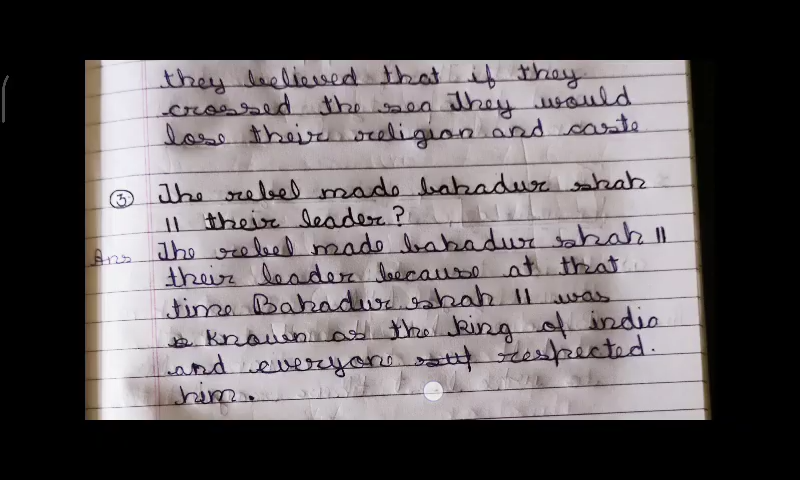 they believed that if they
crossed the sea They would
lose their religion and caste
3. The rebel made bahadur shah
II their leader?
Ans The rebel made bahadur shah II
their leader because at that
time Bahadur shah II was
known as the king of india
and everyone respected.
him.